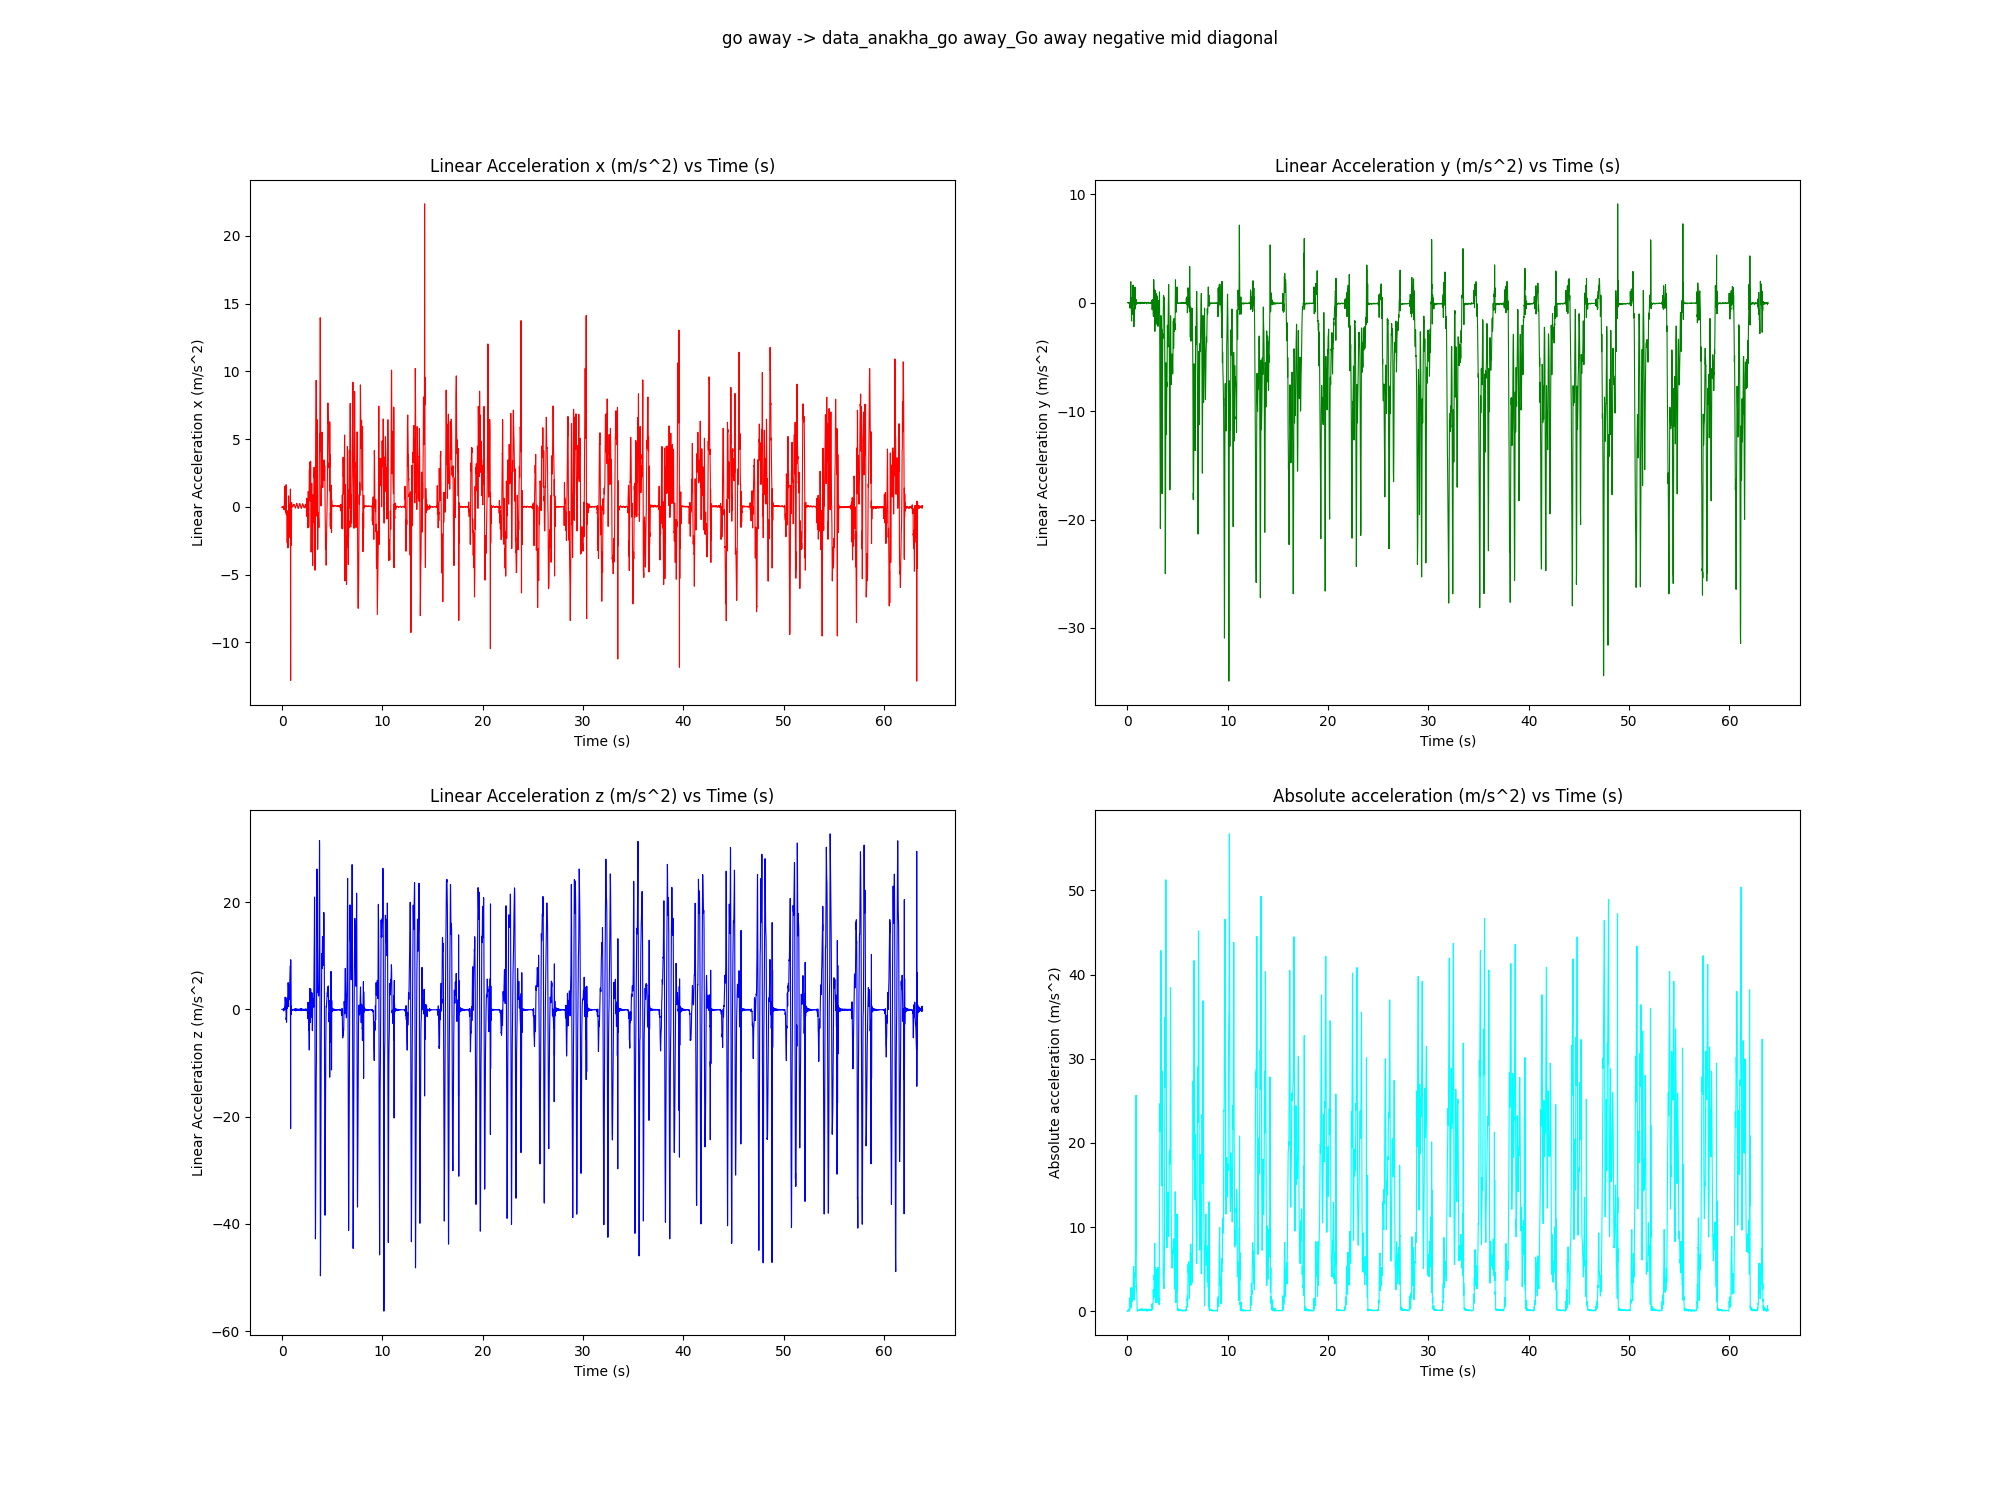 go away -> data_anakha_go away_Go away negative mid diagonal
Linear Acceleration x (m/s^2) vs Time (s)
20
15
10
5
0
−5
−10
Linear Acceleration x (m/s^2)
0 10 20 30 40 50 60
Time (s)
Linear Acceleration y (m/s^2) vs Time (s)
10
0
−10
−20
−30
Linear Acceleration y (m/s^2)
0 10 20 30 40 50 60
Time (s)
Linear Acceleration z (m/s^2) vs Time (s)
20
0
−20
−40
−60
Linear Acceleration z (m/s^2)
0 10 20 30 40 50 60
Time (s)
Absolute acceleration (m/s^2) vs Time (s)
50
40
30
20
10
0
Absolute acceleration (m/s^2)
0 10 20 30 40 50 60
Time (s)